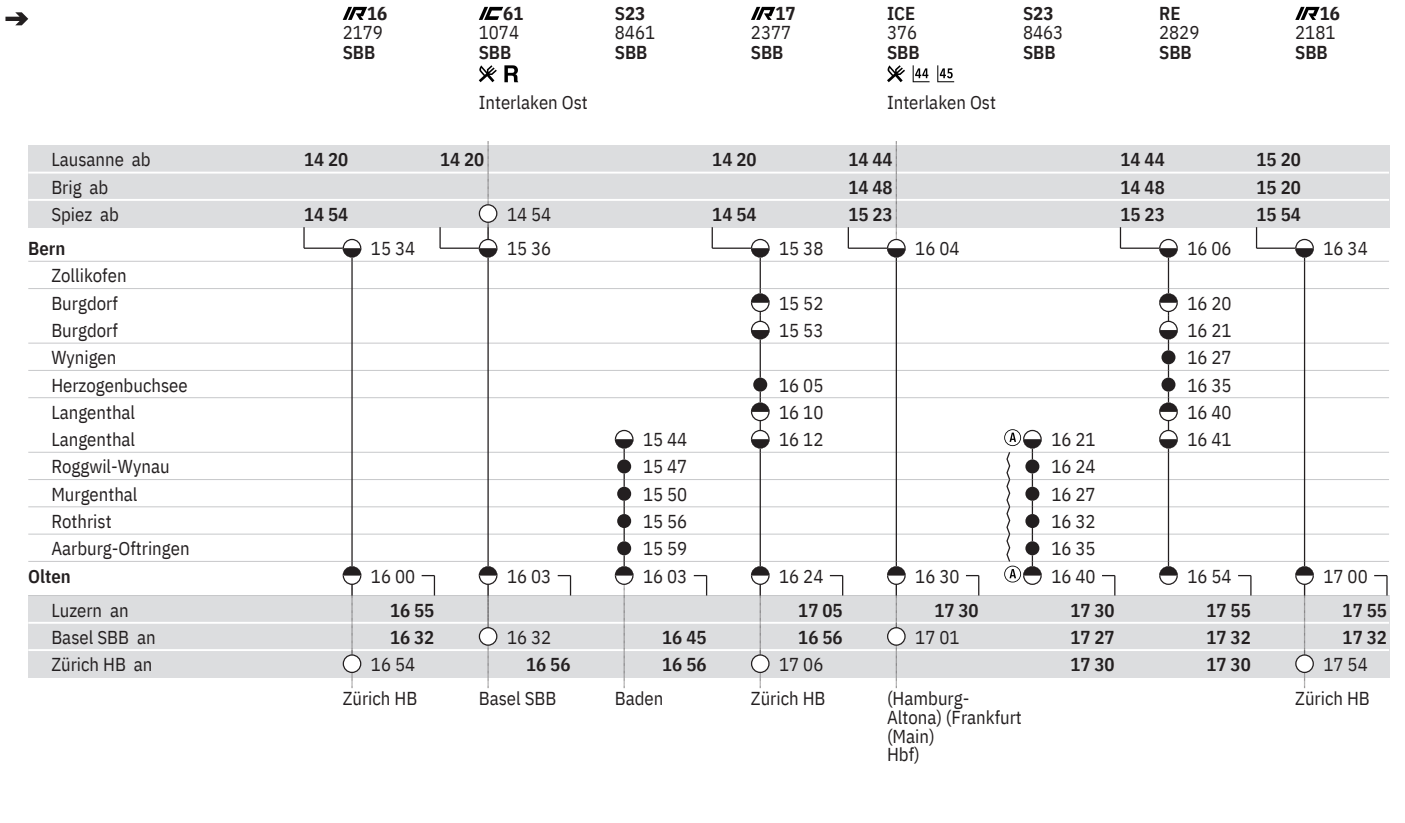 ➔ IR16 IC61 S23 IR17 ICE S23 RE IR16
2179 1074 8461 2377 376 8463 2829 2181
SBB SBB SBB SBB SBB SBB SBB SBB
R 44 45
Interlaken Ost Interlaken Ost
Lausanne ab 14 20 14 20 14 20 14 44 14 44 15 20
Brig ab 14 48 14 48 15 20
Spiez ab 14 54 14 54 14 54 15 23 15 23 15 54
Bern 15 34 15 36 15 38 16 04 16 06 16 34
Zollikofen
Burgdorf 15 52 16 20
Burgdorf 15 53 16 21
Wynigen 16 27
Herzogenbuchsee 16 05 16 35
Langenthal 16 10 16 40
Langenthal 15 44 16 12 A 16 21 16 41
Roggwil-Wynau 15 47 16 24
Murgenthal 15 50 16 27
Rothrist 15 56 16 32
Aarburg-Oftringen 15 59 16 35
Olten 16 00 16 03 16 03 16 24 16 30 A 16 40 16 54 17 00
Luzern an 16 55 17 05 17 30 17 30 17 55 17 55
Basel SBB an 16 32 16 32 16 45 16 56 17 01 17 27 17 32 17 32
Zürich HB an 16 54 16 56 16 56 17 06 17 30 17 30 17 54
Zürich HB Basel SBB Baden Zürich HB (Hamburg- Zürich HB
Altona) (Frankfurt
(Main)
Hbf)